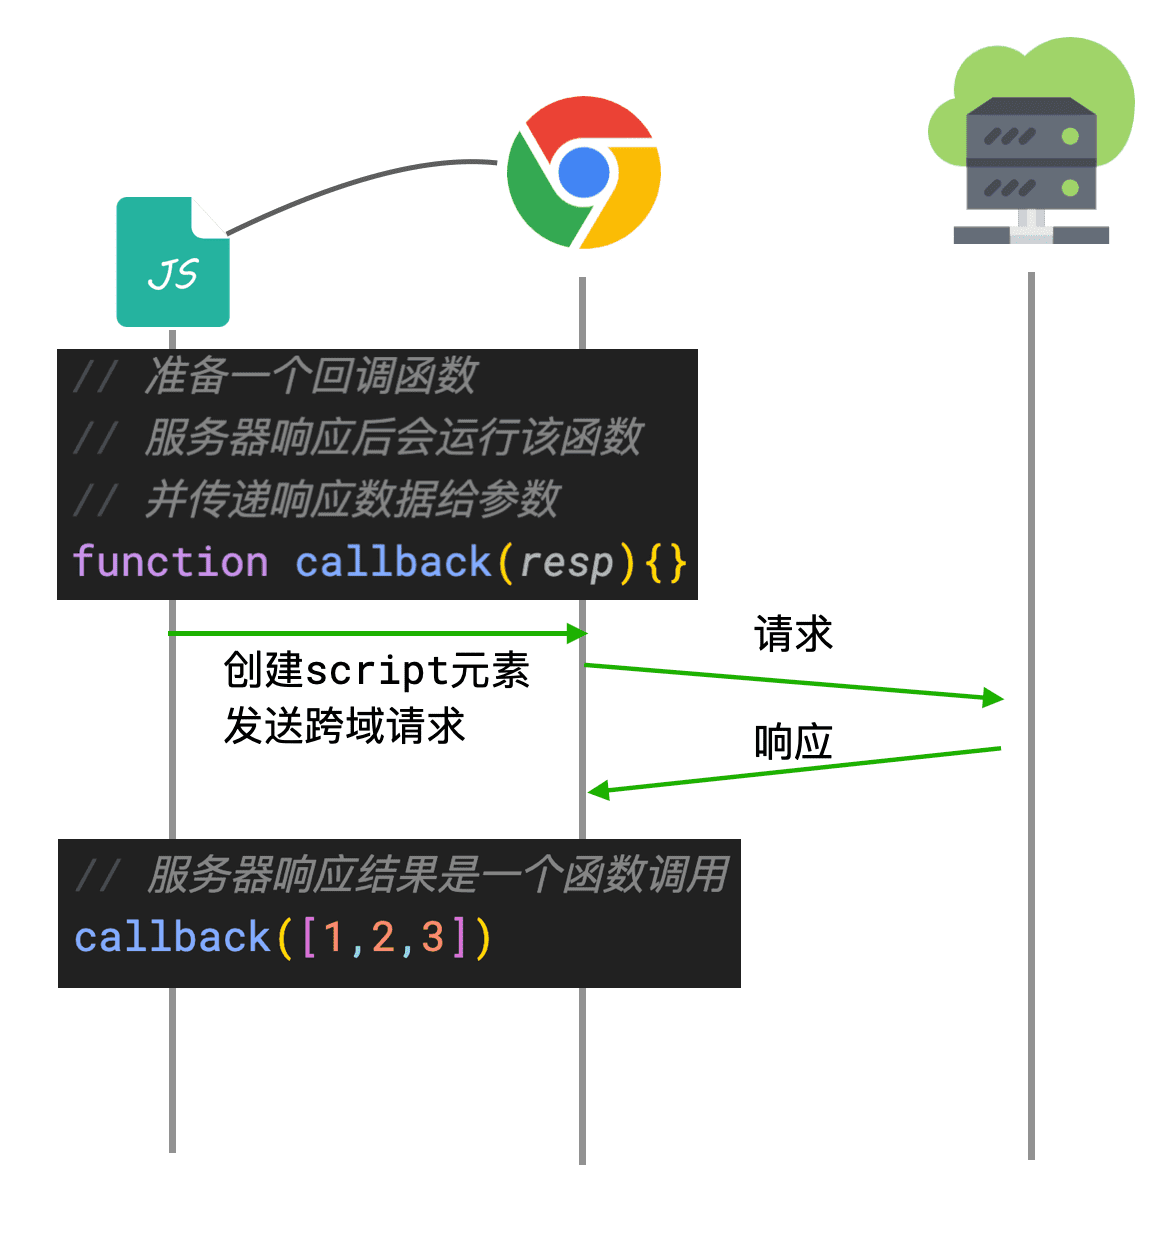 JS
// 准备一个回调函数
// 服务器响应后会运行该函数
// 并传递响应数据给参数
function callback(resp){}
请求
创建script元素
发送跨域请求
响应
// 服务器响应结果是一个函数调用
callback([1,2,3])